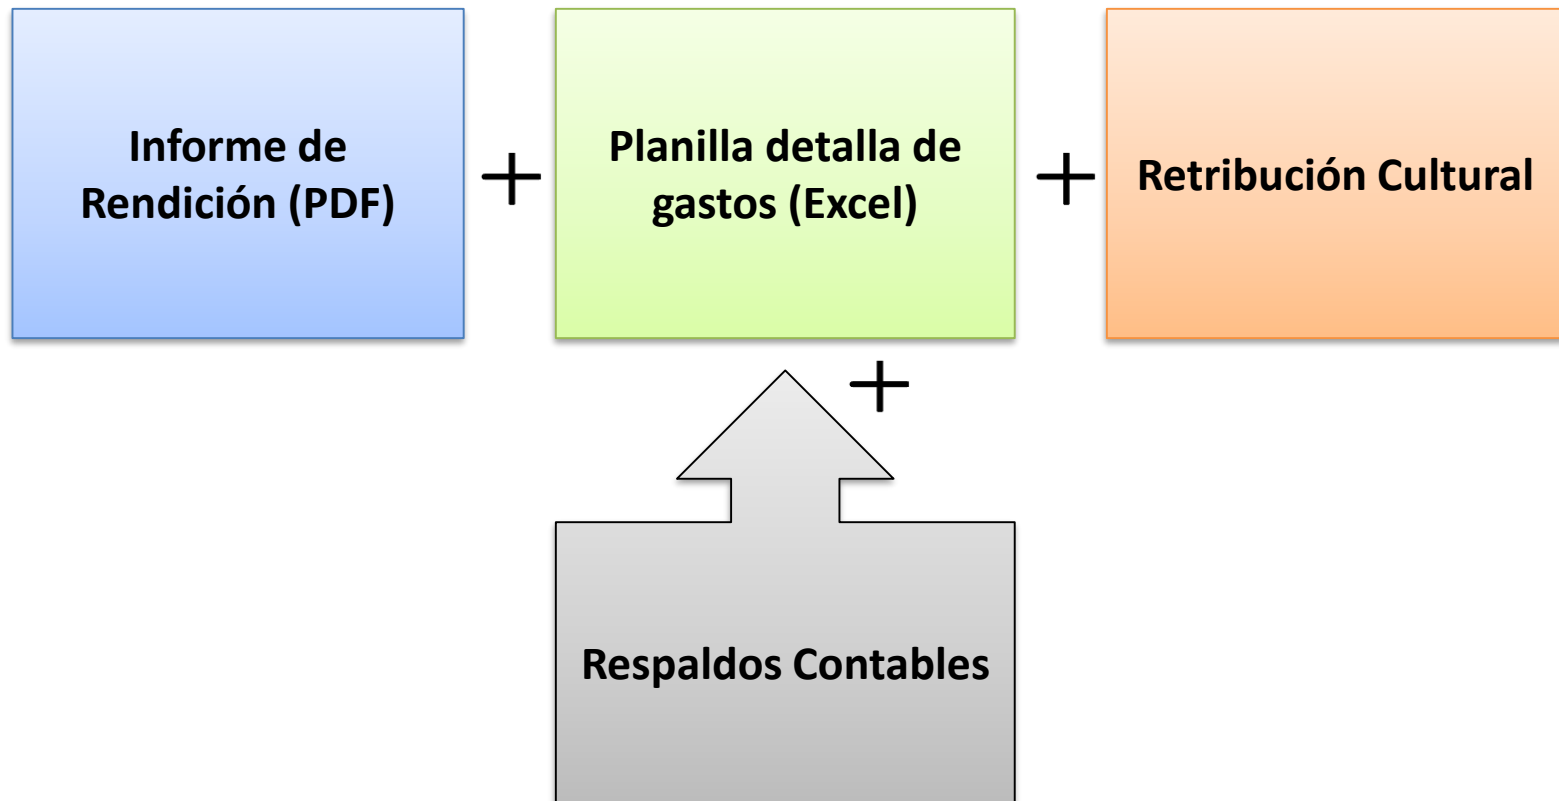 Informe de
Rendición (PDF)
+
Planilla detalla de
gastos (Excel)
+
Retribución Cultural
+
Respaldos Contables